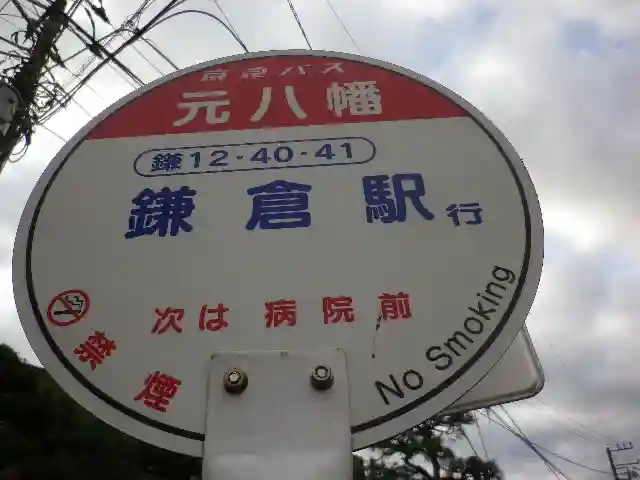 京急バス
元八幡
鎌12・40・41
鎌倉駅行
次は 病院前
禁煙
No Smoking